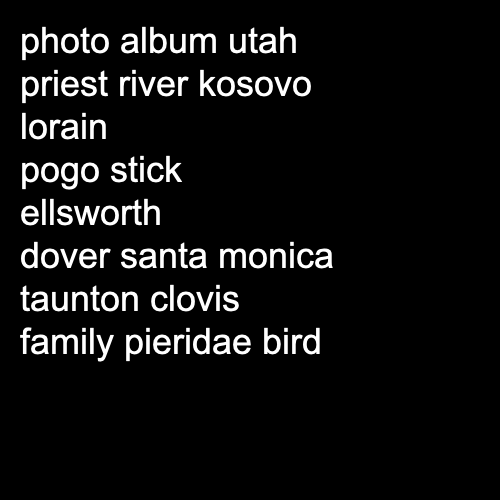 photo album utah
priest river kosovo
lorain
pogo stick
ellsworth
dover santa monica
taunton clovis
family pieridae bird